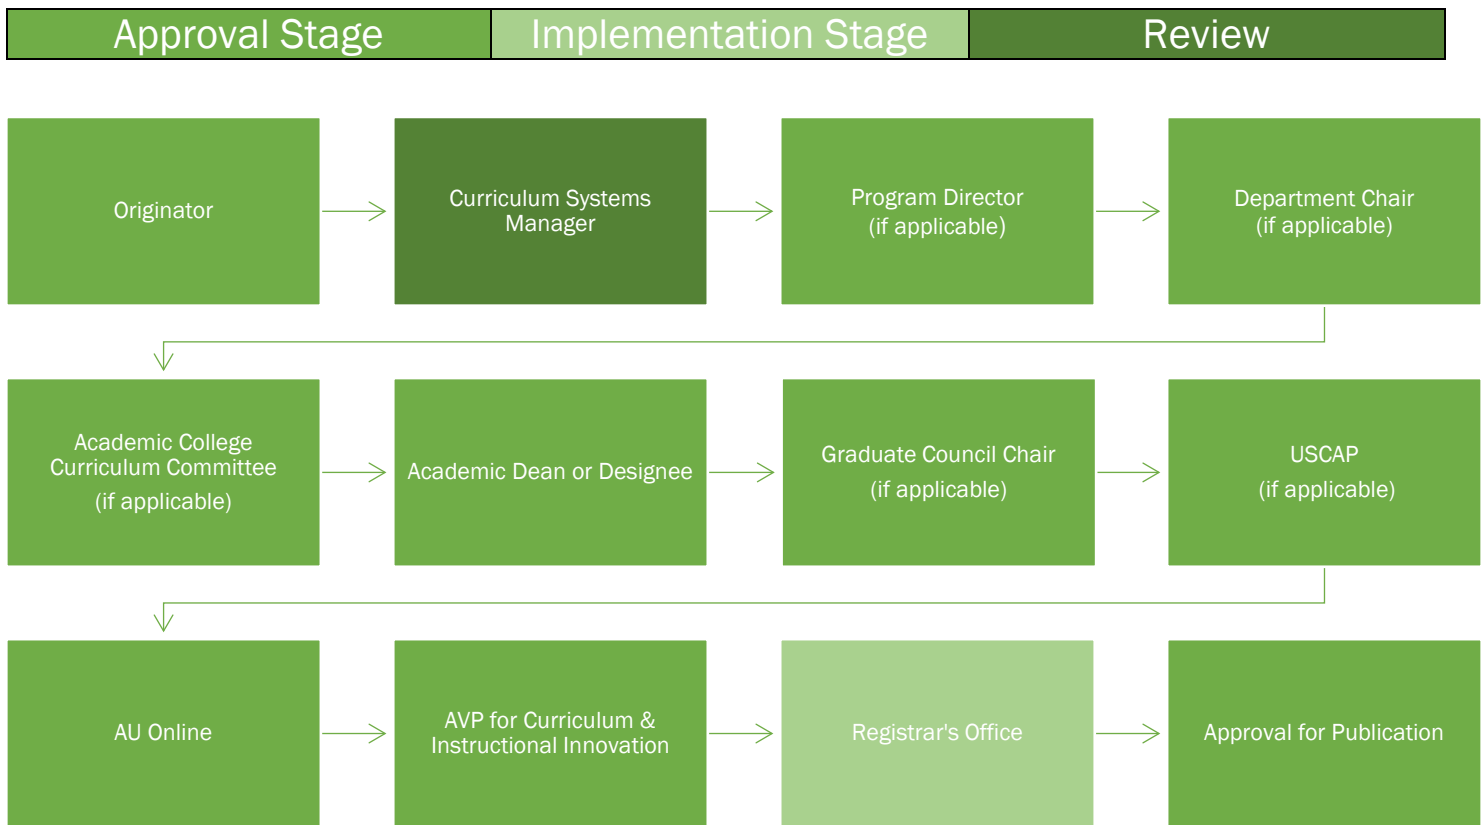 Approval Stage
Implementation Stage
Review
Originator
Curriculum Systems
Manager
Program Director
(if applicable)
Department Chair
(if applicable)
Academic College
Curriculum Committee
(if applicable)
Academic Dean or Designee
Graduate Council Chair
(if applicable)
USCAP
(if applicable)
AU Online
AVP for Curriculum &
Instructional Innovation
Registrar's Office
Approval for Publication